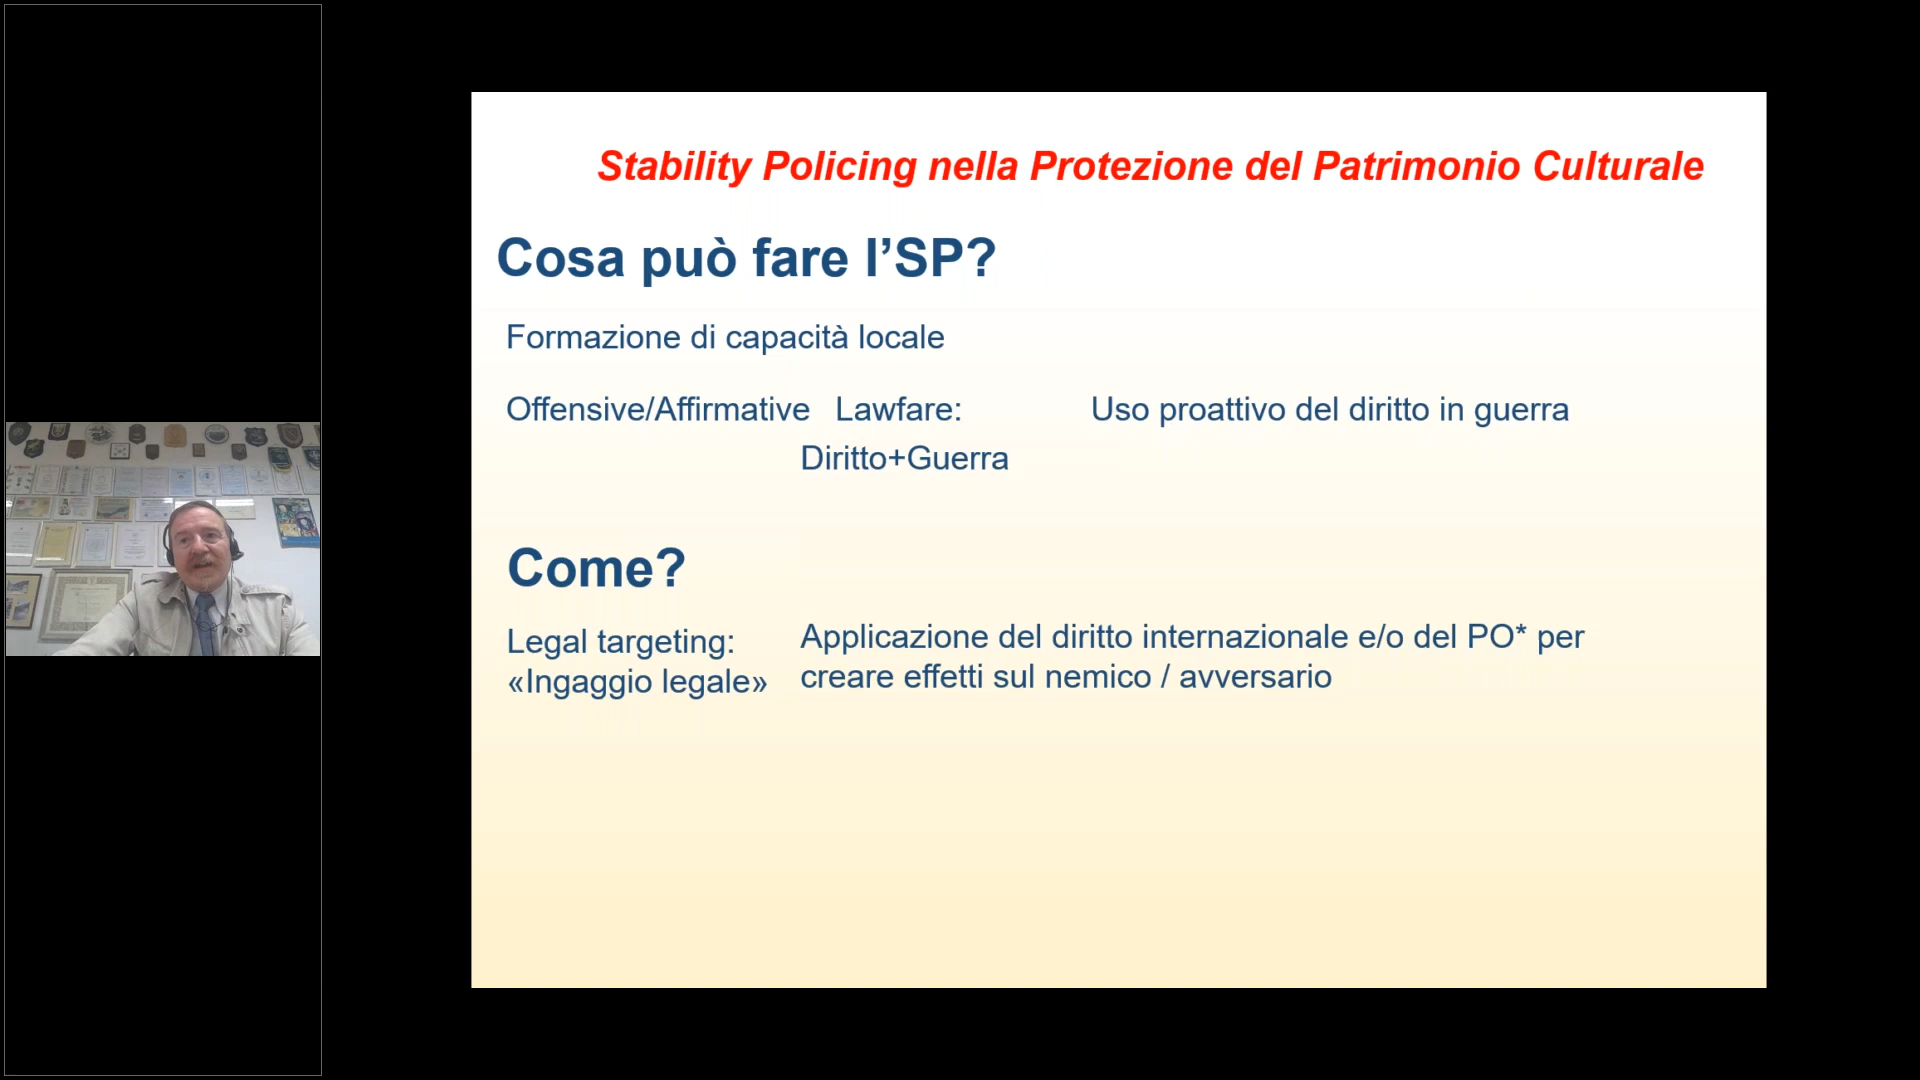 Stability Policing nella Protezione del Patrimonio Culturale
Cosa può fare l’SP?
Formazione di capacità locale
Offensive/Affirmative Lawfare: Uso proattivo del diritto in guerra
Diritto+Guerra
Come?
Legal targeting:
«Ingaggio legale»
Applicazione del diritto internazionale e/o del PO* per
creare effetti sul nemico / avversario